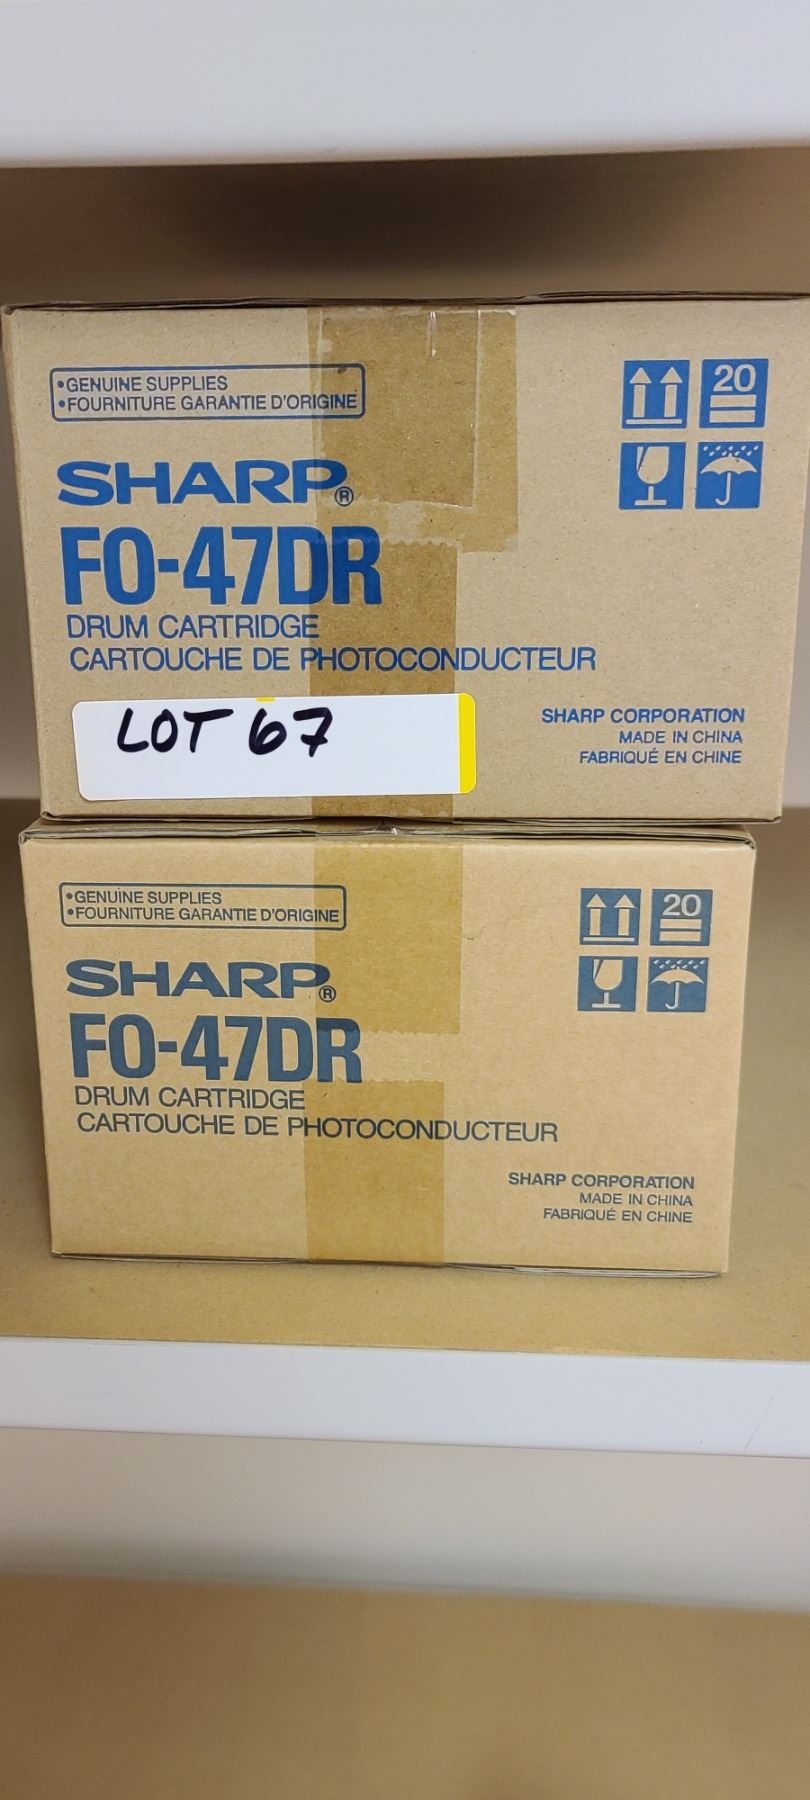 •GENUINE SUPPLIES
•FOURNITURE GARANTIE D'ORIGINE
20
SHARP®
FO-47DR
DRUM CARTRIDGE
CARTOUCHE DE PHOTOCONDUCTEUR
LOT 67
SHARP CORPORATION
MADE IN CHINA
FABRIQUÉ EN CHINE
•GENUINE SUPPLIES
•FOURNITURE GARANTIE D'ORIGINE
20
SHARP®
FO-47DR
DRUM CARTRIDGE
CARTOUCHE DE PHOTOCONDUCTEUR
SHARP CORPORATION
MADE IN CHINA
FABRIQUÉ EN CHINE